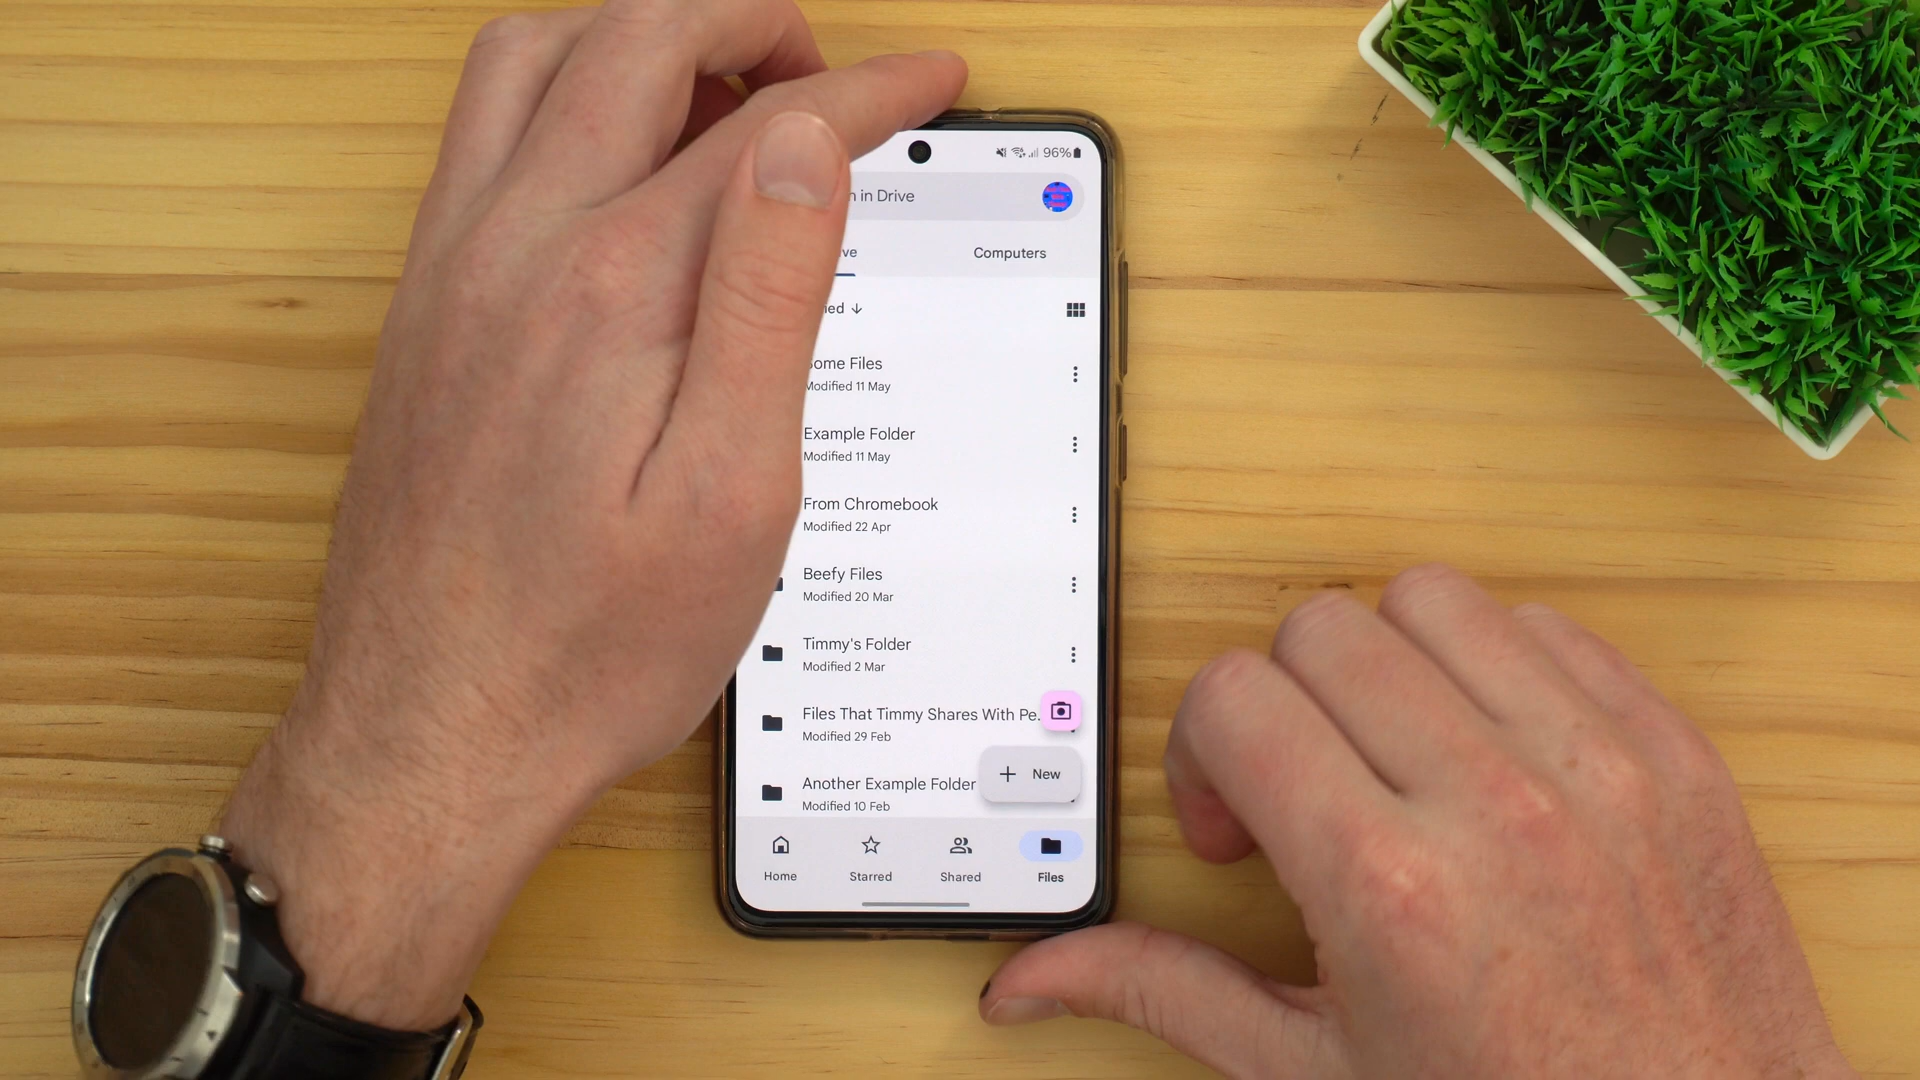 96%
in Drive
Computers
Some Files
Modified 11 May
Example Folder
Modified 11 May
From Chromebook
Modified 22 Apr
Beefy Files
Modified 20 Mar
Timmy's Folder
Modified 2 Mar
Files That Timmy Shares With Pe...
Modified 29 Feb
New
Another Example Folder
Modified 10 Feb
Home
Starred
Shared
Files